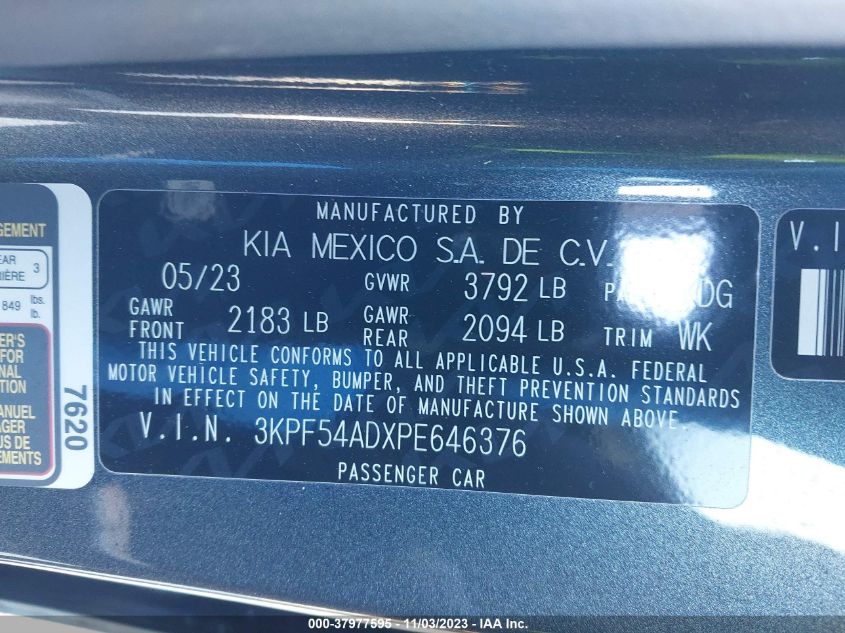 MANUFACTURED BY
KIA MEXICO S.A. DE C.V.
05/23 GVWR 3792 LB
GAWR FRONT 2183 LB GAWR REAR 2094 LB TRIM WK
THIS VEHICLE CONFORMS TO ALL APPLICABLE U.S.A. FEDERAL
MOTOR VEHICLE SAFETY, BUMPER, AND THEFT PREVENTION STANDARDS
IN EFFECT ON THE DATE OF MANUFACTURE SHOWN ABOVE.
V.I.N. 3KPF54ADXPE646376
PASSENGER CAR
3
849 lbs.
lb.
7620
V.I
000-37977595 - 11/03/2023 - IAA Inc.